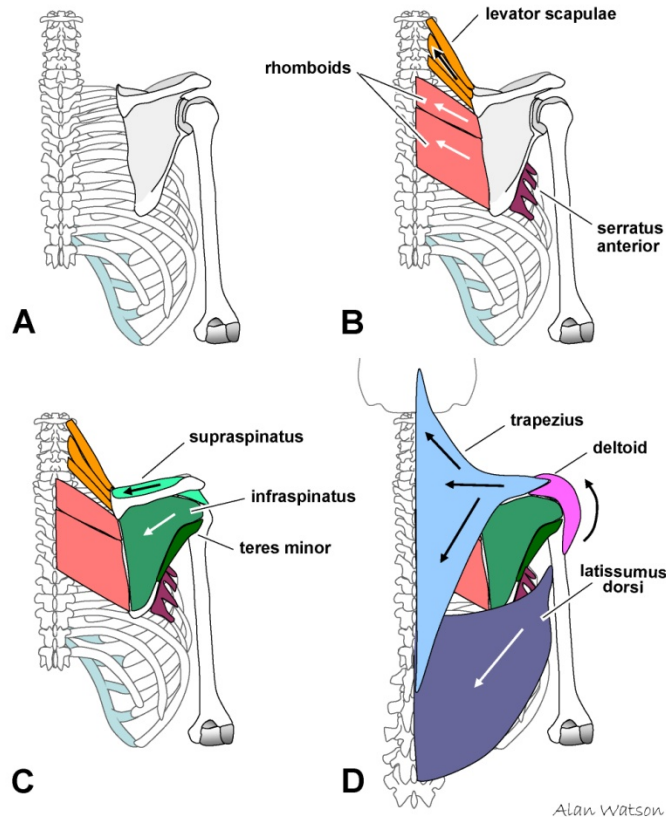 levator scapulae
rhomboids
serratus
anterior
A
B
supraspinatus
infraspinatus
teres minor
C
trapezius
deltoid
latissumus
dorsi
D
Alan Watson